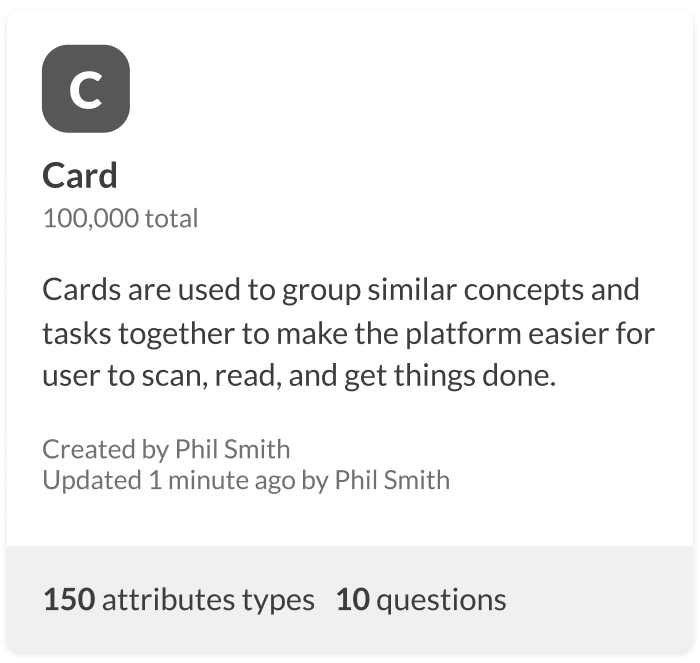 C
Card
100,000 total
Cards are used to group similar concepts and
tasks together to make the platform easier for
user to scan, read, and get things done.
Created by Phil Smith
Updated 1 minute ago by Phil Smith
150 attributes types 10 questions